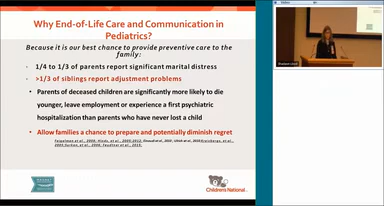 Why End-of-Life Care and Communication in
Pediatrics?
Because it is our best chance to provide preventive care to the
family:
1/4 to 1/3 of parents report significant marital distress
>1/3 of siblings report adjustment problems
Parents of deceased children are significantly more likely to die
younger, leave employment or experience a first psychiatric
hospitalization than parents who have never lost a child
Allow families a chance to prepare and potentially diminish regret
Children's National